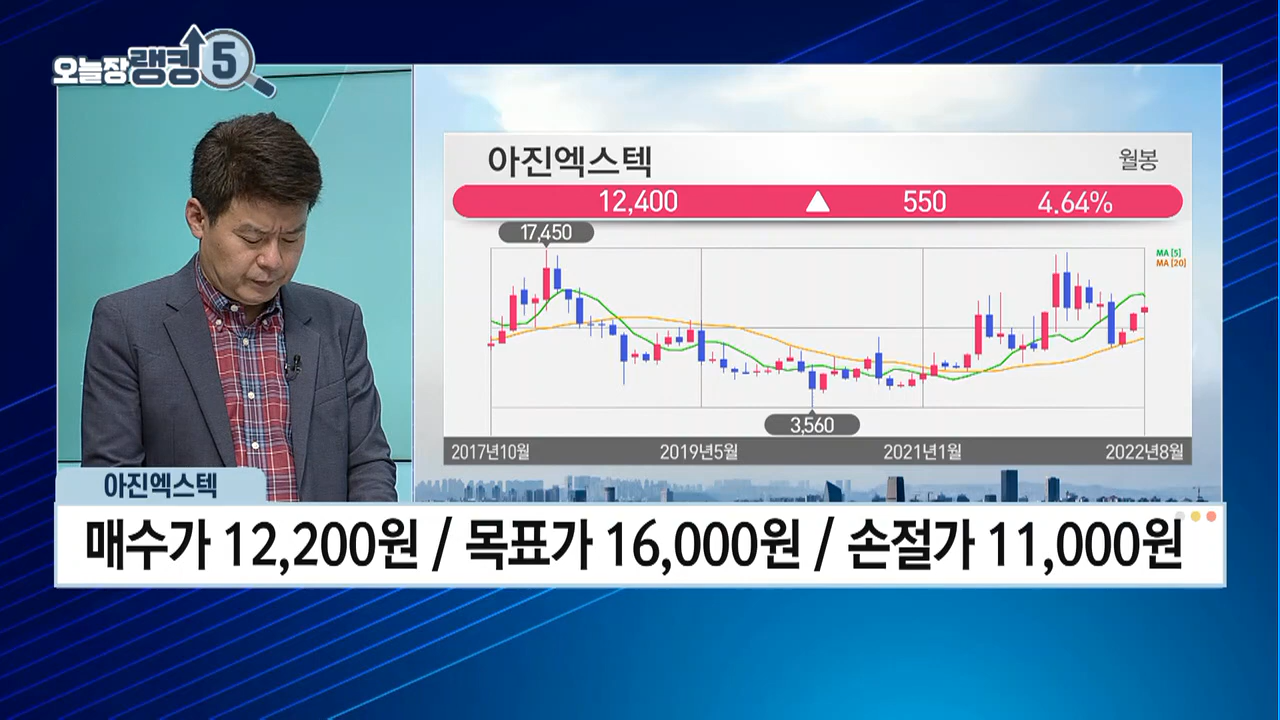 오늘장랭킹5
아진엑스텍
월봉
12,400 ▲ 550 4.64%
17,450
MA [5]
MA [20]
3,560
2017년10월 2019년5월 2021년1월 2022년8월
아진엑스텍
매수가 12,200원 / 목표가 16,000원 / 손절가 11,000원